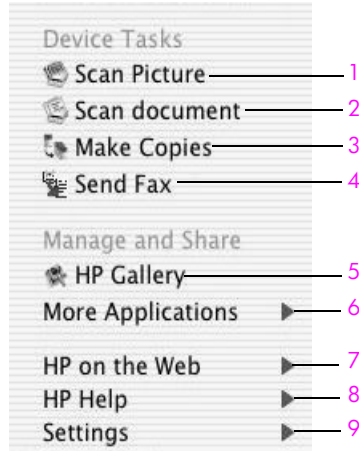 Device Tasks
Scan Picture 1
Scan document 2
Make Copies 3
Send Fax 4
Manage and Share
HP Gallery 5
More Applications 6
HP on the Web 7
HP Help 8
Settings 9